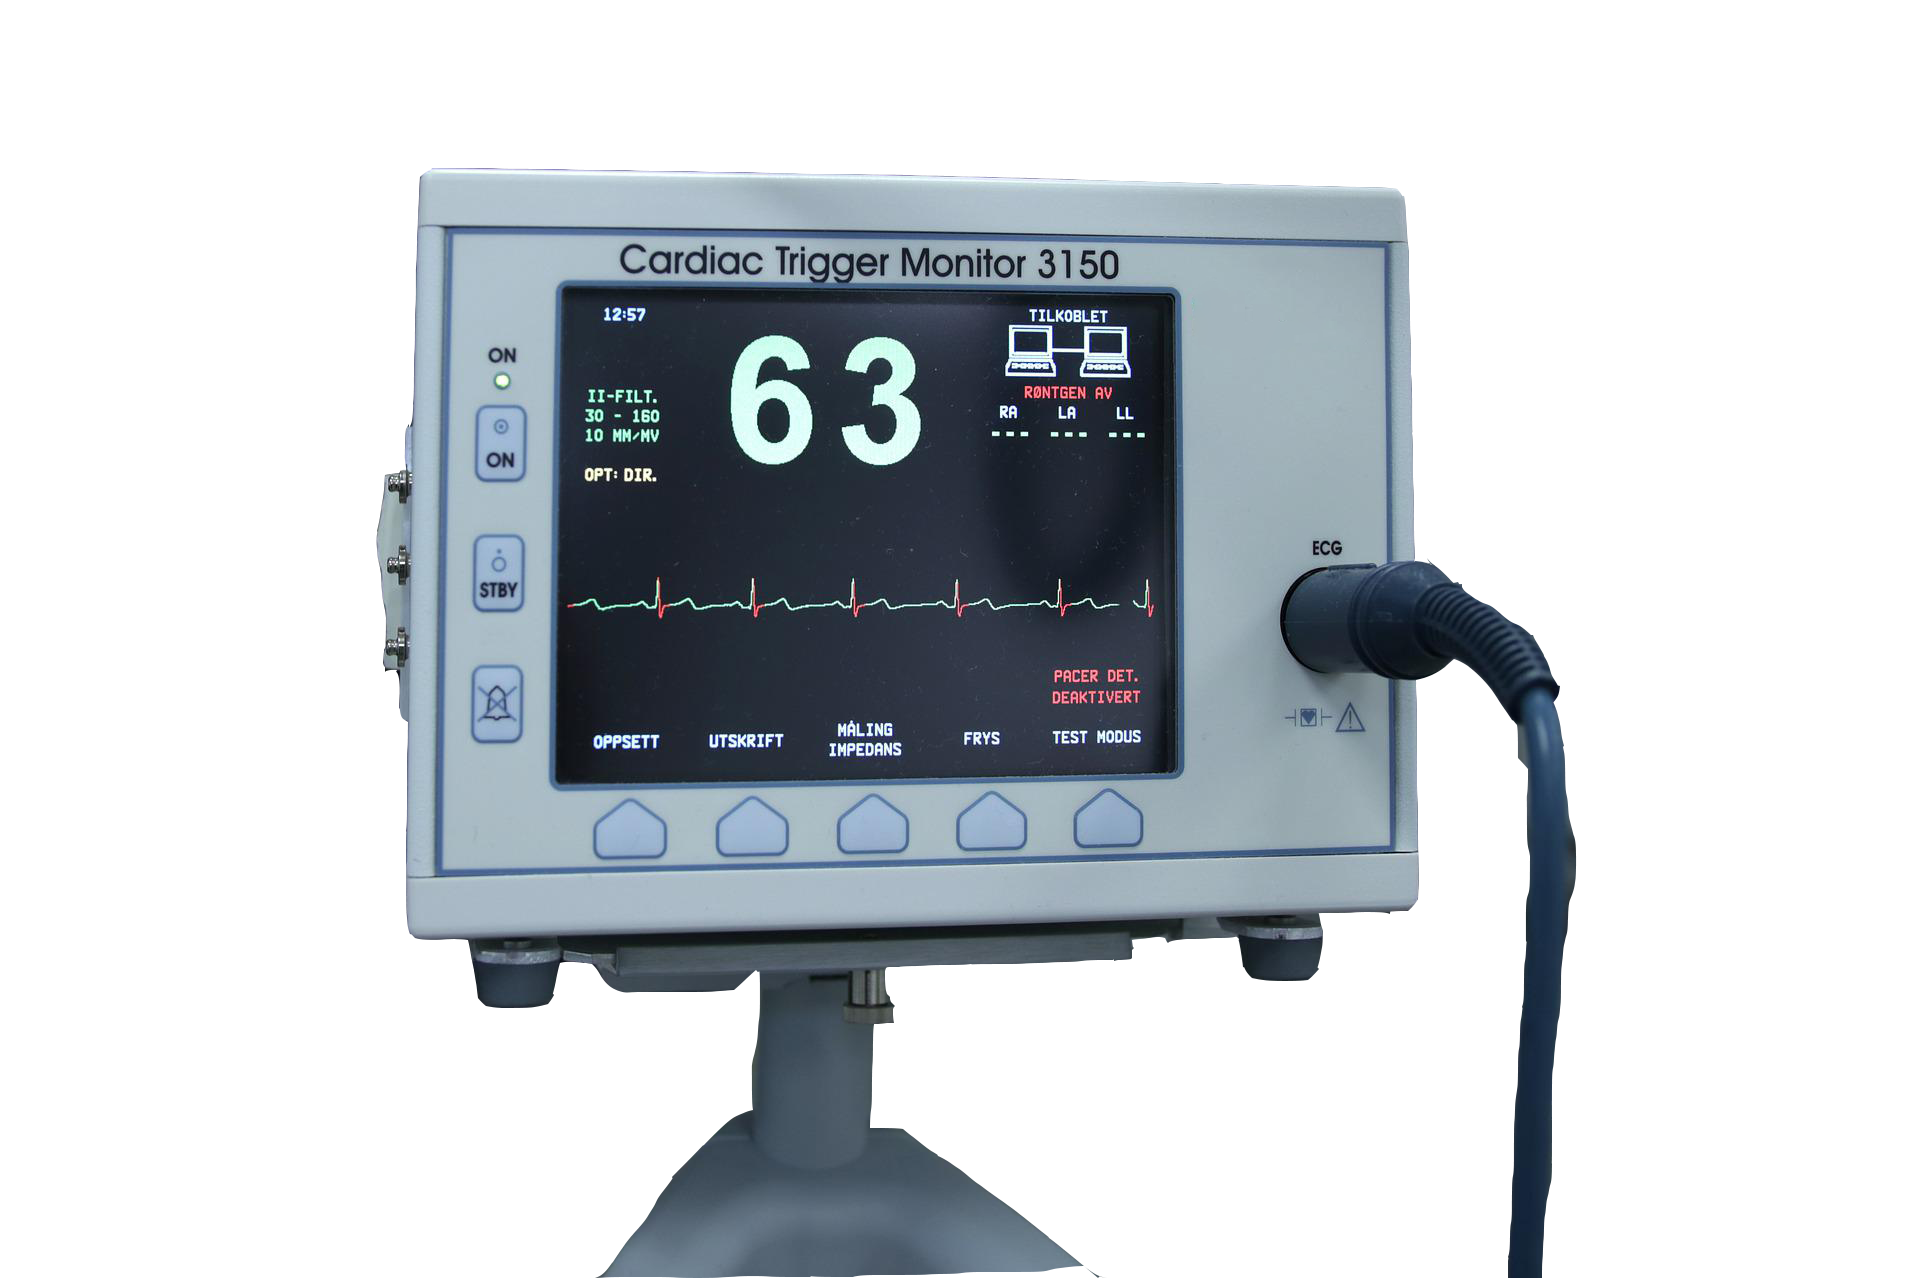 Cardiac Trigger Monitor 3150
12:57
63
TILKOBLET
RØNTGEN AV
RA LA LL
--- --- ---
II-FILT.
30 - 160
10 MM/MV
OPT: DIR.
ON
ON
STBY
ECG
PACER DET.
DEAKTIVERT
OPPSETT
UTSKRIFT
MÅLING
IMPEDANS
FRYS
TEST MODUS